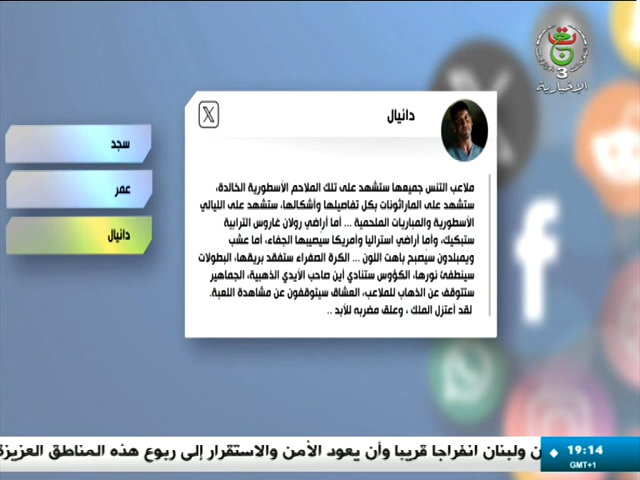 3
الإخبارية
دانيال
ملاعب التنس جميعها ستشهد على تلك الملاحم الأسطورية الخالدة،
ستشهد على الماراثونات بكل تفاصيلها وأشكالها، ستشهد على الليالي
الأسطورية والمباريات الملحمية ... أما أراضي رولان غاروس الترابية
ستبكيك، وأما أراضي استراليا وأمريكا سيصيبها الجفاء، أما عشب
ويمبلدون سيصبح باهت اللون ... الكرة الصفراء ستفقد بريقها، البطولات
سينطفئ نورها، الكؤوس ستنادي أين صاحب الأيدي الذهبية، الجماهير
ستتوقف عن الذهاب للملاعب، العشاق سيتوقفون عن مشاهدة اللعبة.
لقد أعتزل الملك ، وعلق مضربه للأبد ..
سجد
عمر
دانيال
ن ولبنان انفراجا قريبا وأن يعود الأمن والاستقرار إلى ربوع هذه المناطق العزيزة
19:14
GMT+1